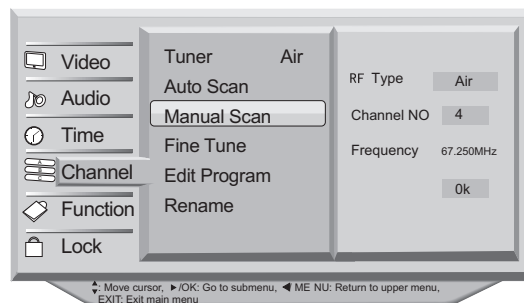 Video
Audio
Time
Channel
Function
Lock
Tuner Air
Auto Scan
Manual Scan
Fine Tune
Edit Program
Rename
RF Type Air
Channel NO 4
Frequency 67.250MHz
0k
: Move cursor, ►/OK: Go to submenu, ◄ ME NU: Return to upper menu,
EXIT: Exit main menu